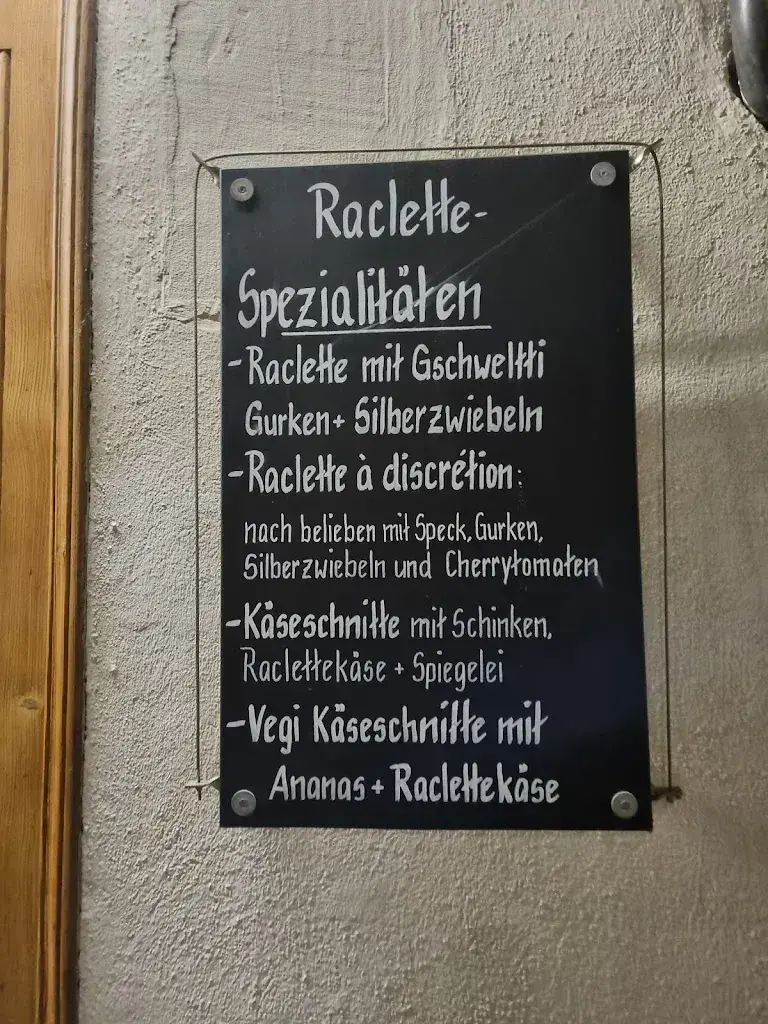 Raclette-
Spezialitäten
-Raclette mit Gschwellti
Gurken+ Silberzwiebeln
-Raclette à discrétion:
nach belieben mit Speck, Gurken,
Silberzwiebeln und Cherrytomaten
-Käseschnitte mit Schinken,
Raclettekäse + Spiegelei
-Vegi Käseschnitte mit
Ananas + Raclettekäse